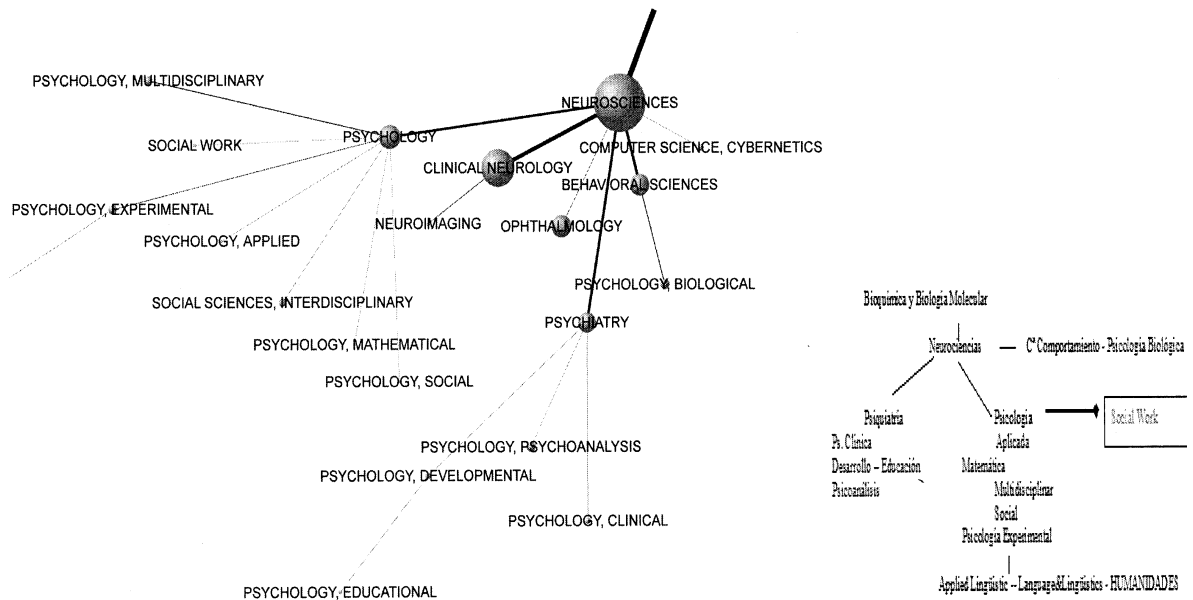 PSYCHOLOGY, MULTIDISCIPLINARY
NEUROSCIENCES
PSYCHOLOGY
SOCIAL WORK
COMPUTER SCIENCE, CYBERNETICS
CLINICAL NEUROLOGY
BEHAVIORAL SCIENCES
PSYCHOLOGY, EXPERIMENTAL
NEUROIMAGING
OPHTHALMOLOGY
PSYCHOLOGY, APPLIED
PSYCHOLOGY, BIOLOGICAL
SOCIAL SCIENCES, INTERDISCIPLINARY
PSYCHIATRY
PSYCHOLOGY, MATHEMATICAL
PSYCHOLOGY, SOCIAL
PSYCHOLOGY, PSYCHOANALYSIS
PSYCHOLOGY, DEVELOPMENTAL
PSYCHOLOGY, CLINICAL
PSYCHOLOGY, EDUCATIONAL
Bioquímica y Biología Molecular
Neurociencias
Cª Comportamiento - Psicología Biológica
Psiquiatría
Psicología
Social Work
Ps. Clínica
Aplicada
Desarrollo – Educación
Matemática
Psicoanálisis
Multidisciplinar
Social
Psicología Experimental
Applied Lingüistic – Language&Lingüistics - HUMANIDADES